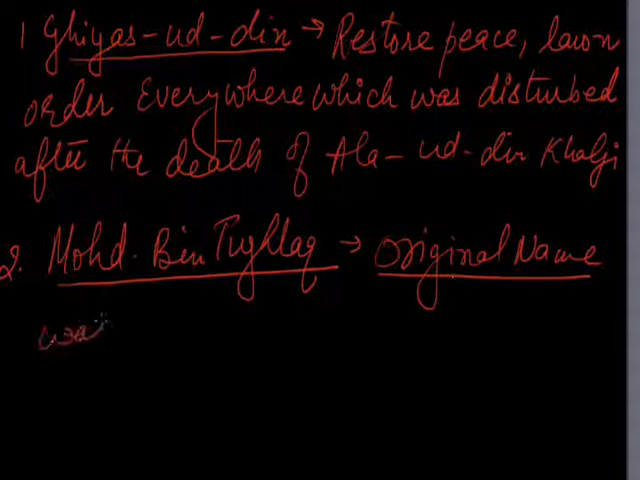 1 Ghiyas-ud-din → Restore peace, law n
order Everywhere which was disturbed
after the death of Ala-ud-din Khalji
2. Mohd. Bin Tughlaq → Original Name
was